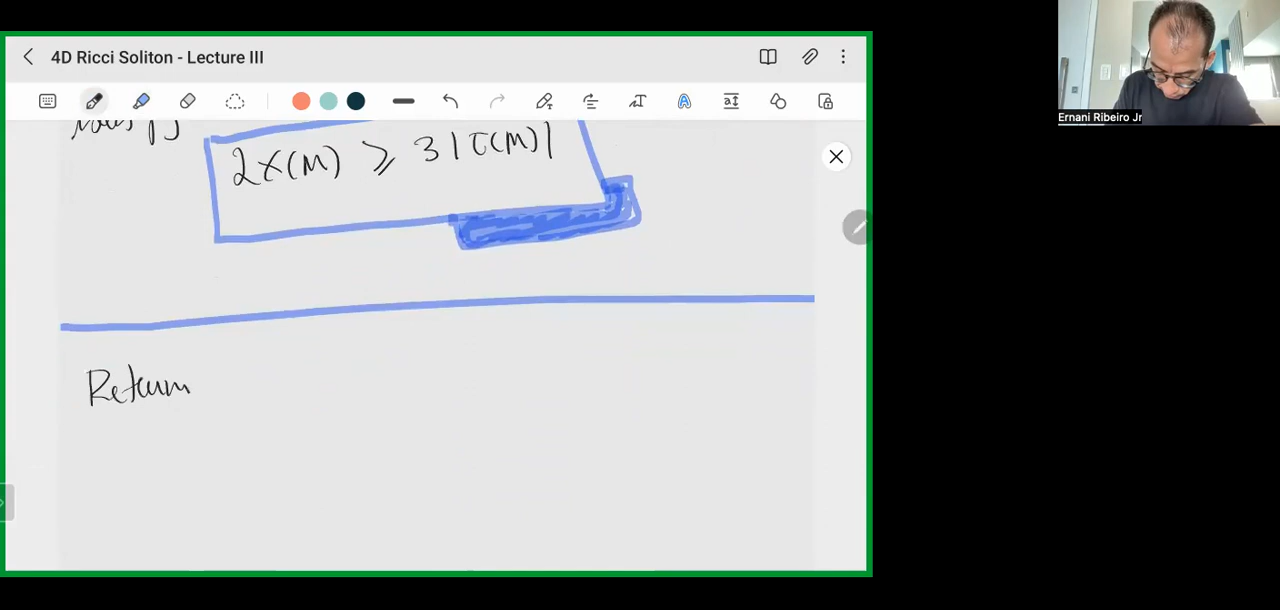 4D Ricci Soliton - Lecture III
2χ(M) ≥ 3|τ(M)|
Return
Ernani Ribeiro Jr